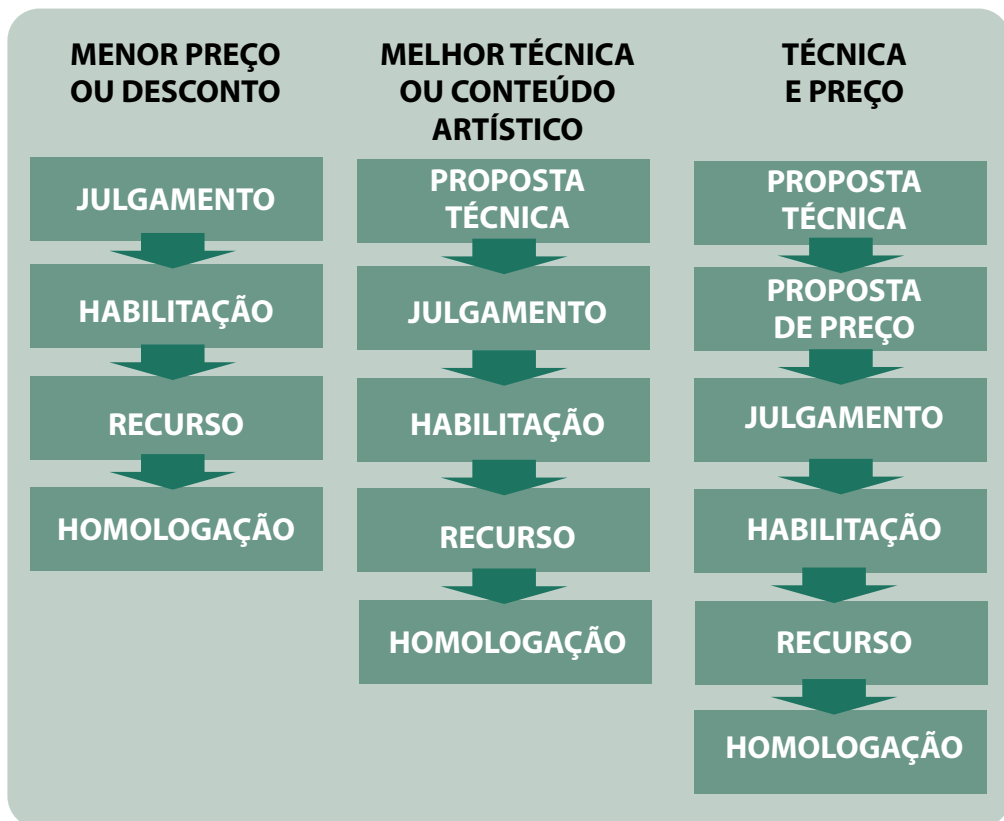 MENOR PREÇO
OU DESCONTO
JULGAMENTO
HABILITAÇÃO
RECURSO
HOMOLOGAÇÃO
MELHOR TÉCNICA
OU CONTEÚDO
ARTÍSTICO
PROPOSTA
TÉCNICA
JULGAMENTO
HABILITAÇÃO
RECURSO
HOMOLOGAÇÃO
TÉCNICA
E PREÇO
PROPOSTA
TÉCNICA
PROPOSTA
DE PREÇO
JULGAMENTO
HABILITAÇÃO
RECURSO
HOMOLOGAÇÃO